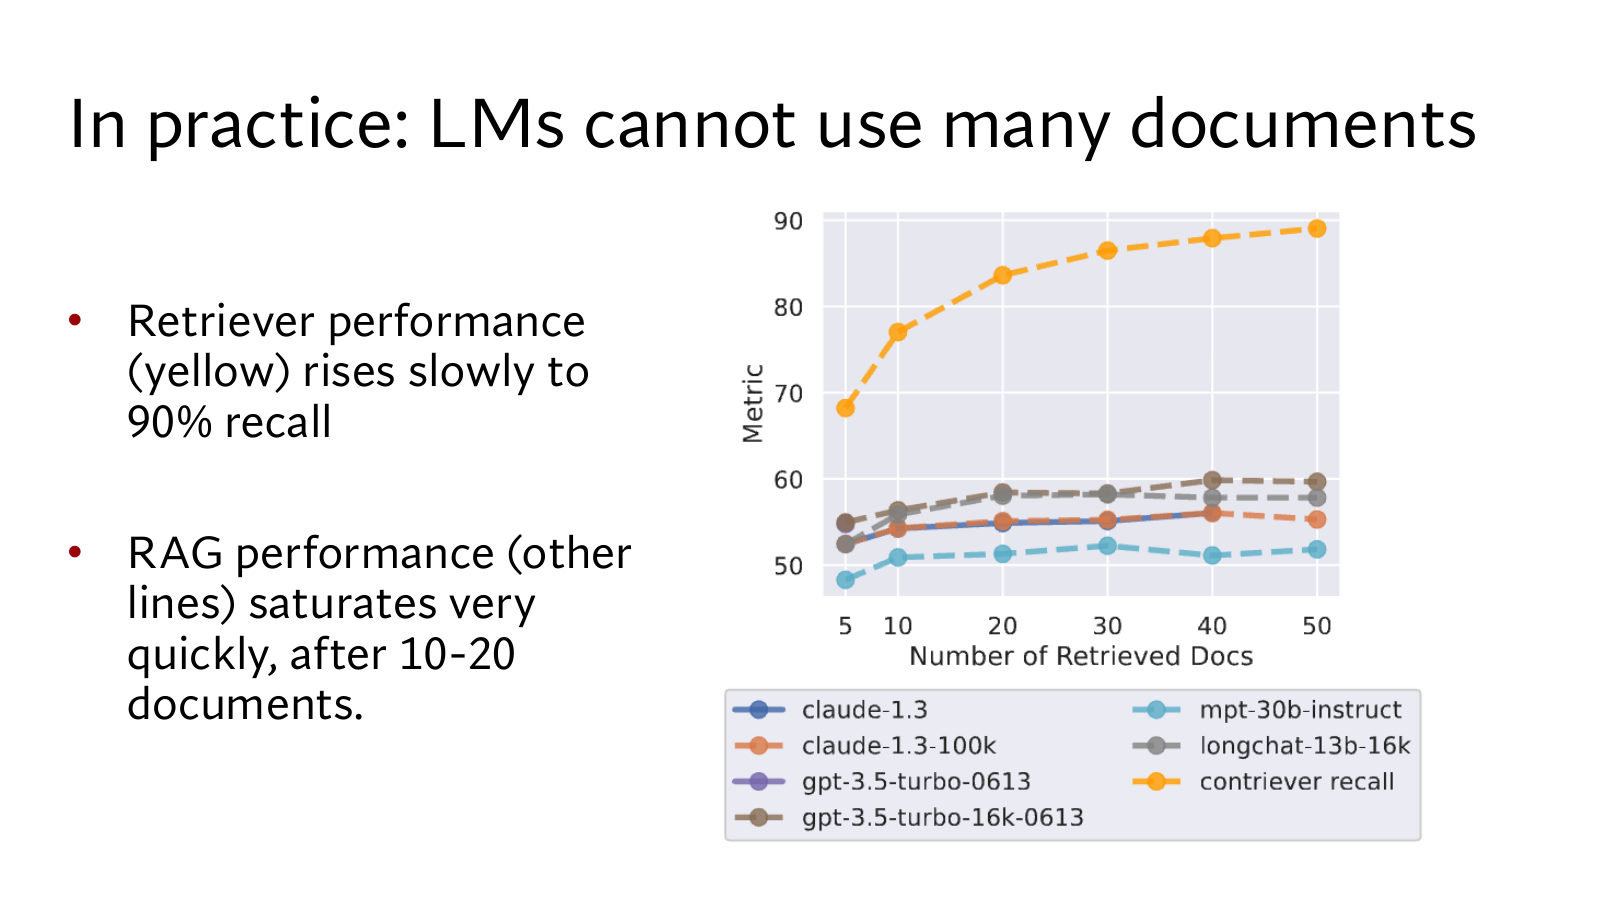 In practice: LMs cannot use many documents
• Retriever performance
(yellow) rises slowly to
90% recall
• RAG performance (other
lines) saturates very
quickly, after 10-20
documents.
90
80
70
60
50
Metric
5 10 20 30 40 50
Number of Retrieved Docs
claude-1.3
claude-1.3-100k
gpt-3.5-turbo-0613
gpt-3.5-turbo-16k-0613
mpt-30b-instruct
longchat-13b-16k
contriever recall